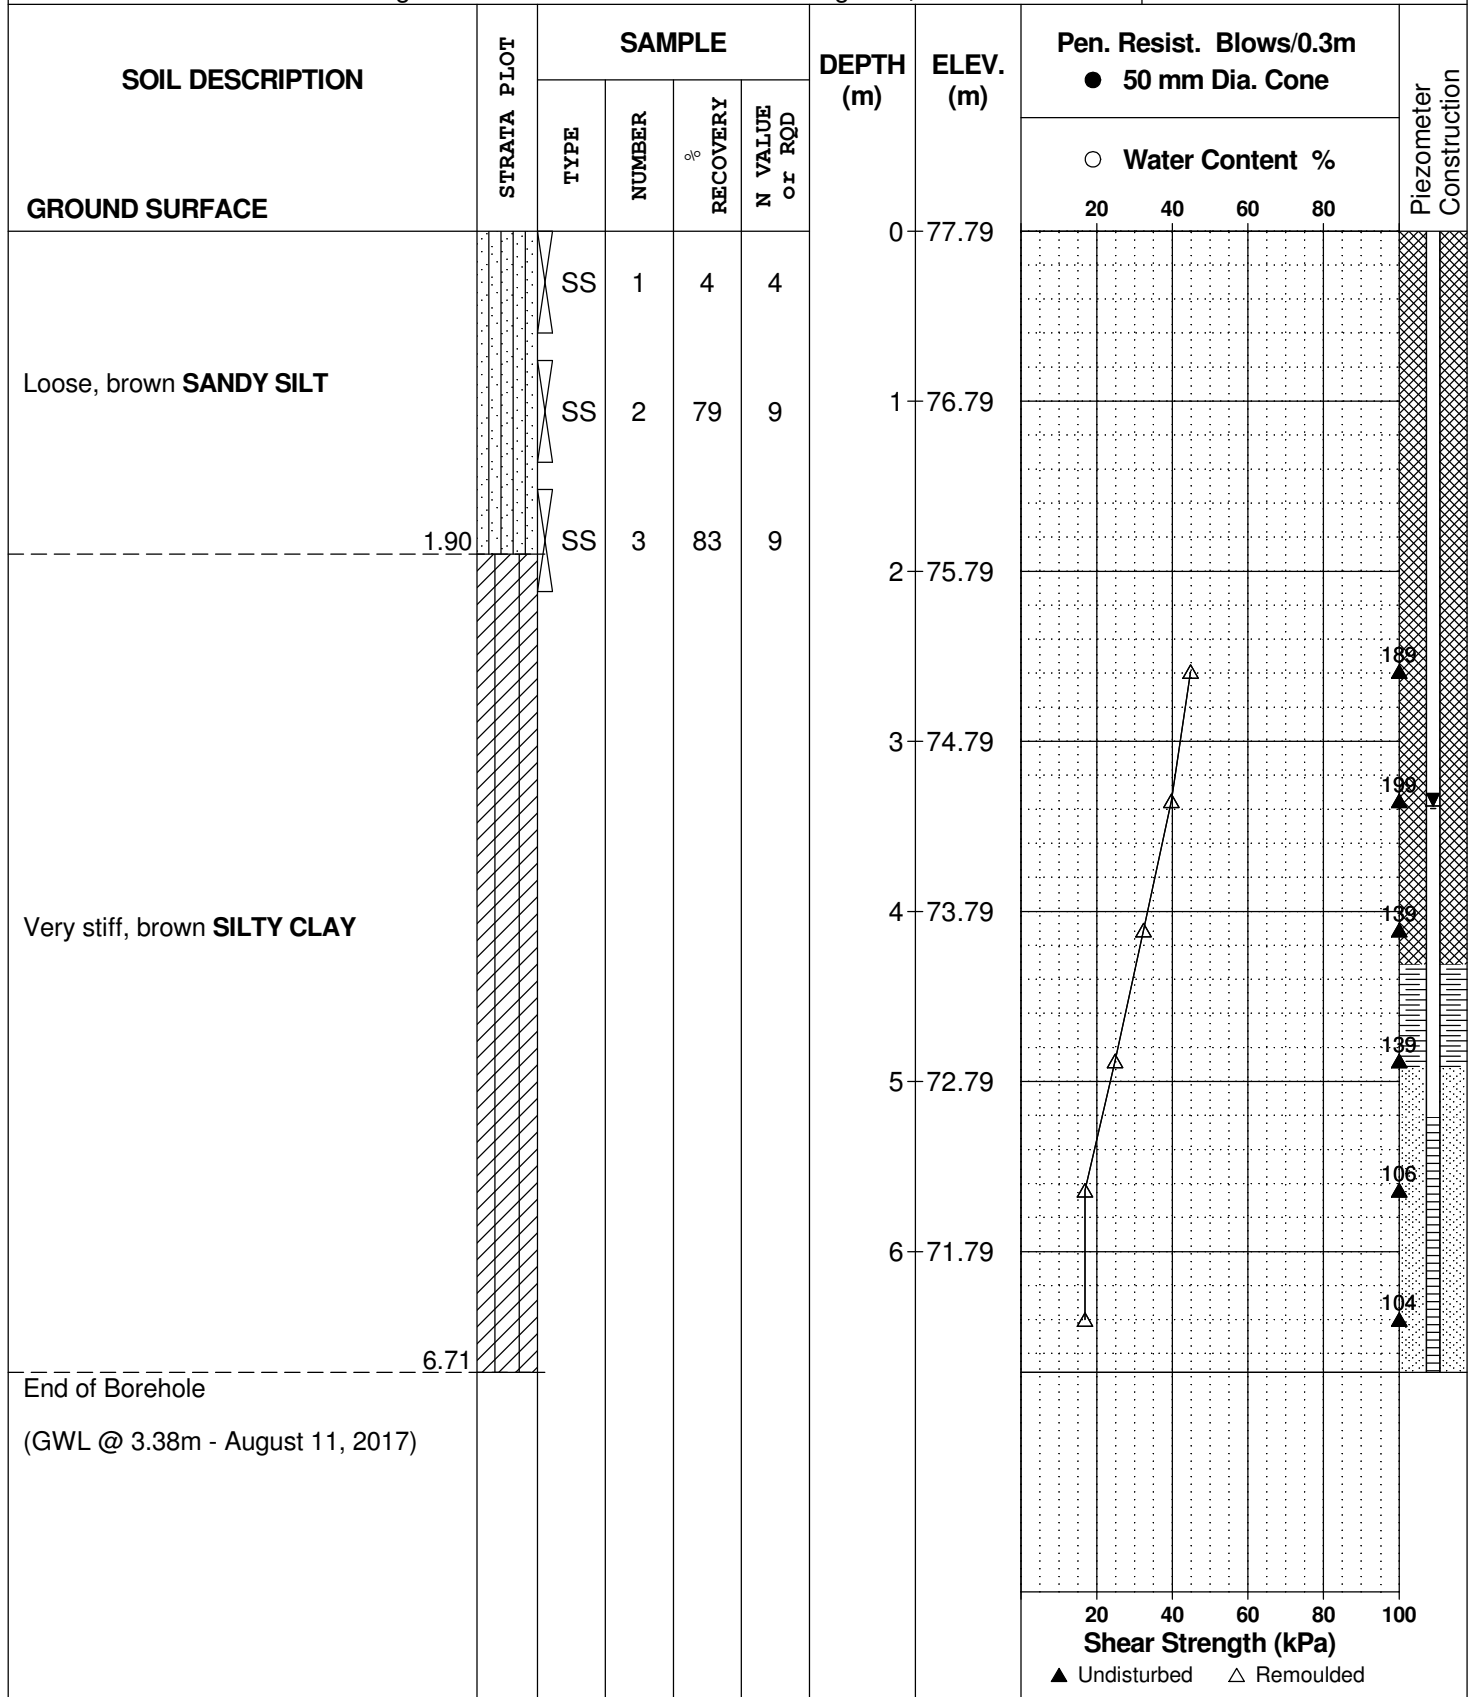 SOIL DESCRIPTION
GROUND SURFACE
STRATA PLOT
SAMPLE
TYPE
NUMBER
% RECOVERY
N VALUE or RQD
DEPTH (m)
ELEV. (m)
Pen. Resist. Blows/0.3m
● 50 mm Dia. Cone
○ Water Content %
20 40 60 80
Piezometer Construction
0 77.79
SS 1 4 4
Loose, brown SANDY SILT
1 76.79
SS 2 79 9
1.90
SS 3 83 9
2 75.79
189
3 74.79
199
4 73.79
Very stiff, brown SILTY CLAY
139
139
5 72.79
106
6 71.79
104
6.71
End of Borehole
(GWL @ 3.38m - August 11, 2017)
20 40 60 80 100
Shear Strength (kPa)
▲ Undisturbed △ Remoulded